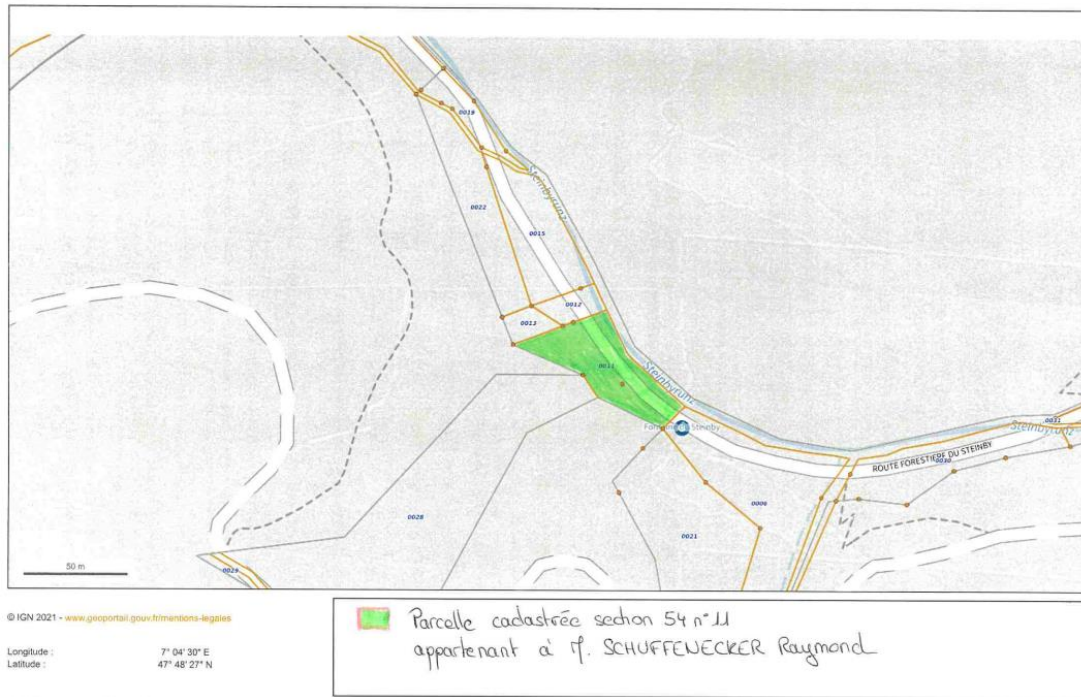 0019
Steinbyrunz
0022
0015
0012
0013
0011
Steinbyrunz
Steinby
0031
Steinbyrunz
ROUTE FORESTIERE DU STEINBY
0030
0006
0028
0021
50 m
© IGN 2021 - www.geoportail.gouv.fr/mentions-legales
Longitude : 7° 04' 30" E
Latitude : 47° 48' 27" N
Parcelle cadastrée section 54 n°11
appartenant à M. SCHUFFENECKER Raymond